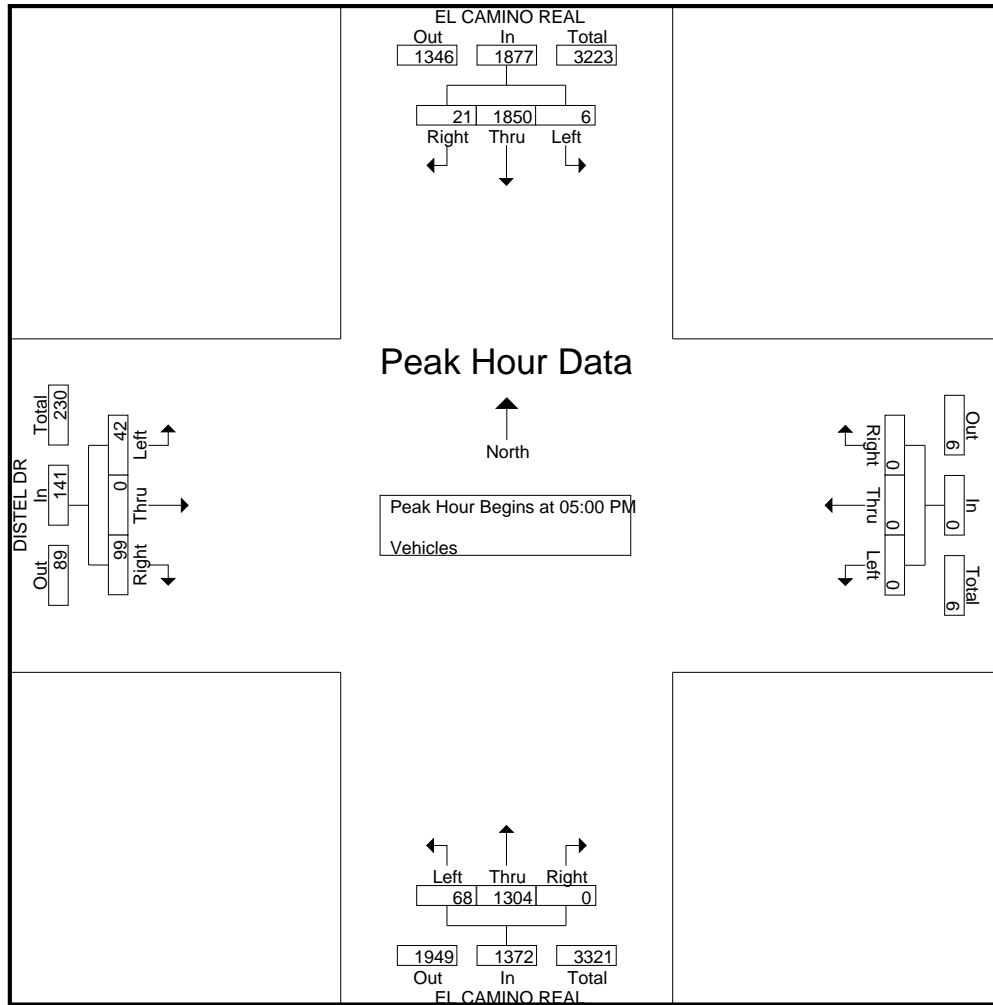 EL CAMINO REAL
Out In Total
1346 1877 3223
21 1850 6
Right Thru Left
Peak Hour Data
North
Peak Hour Begins at 05:00 PM
Vehicles
DISTEL DR
Out In Total
89 141 230
99 0 42
Right Thru Left
Out In Total
6 0 6
Right Thru Left
0 0 0
Left Thru Right
68 1304 0
1949 1372 3321
Out In Total
EL CAMINO REAL